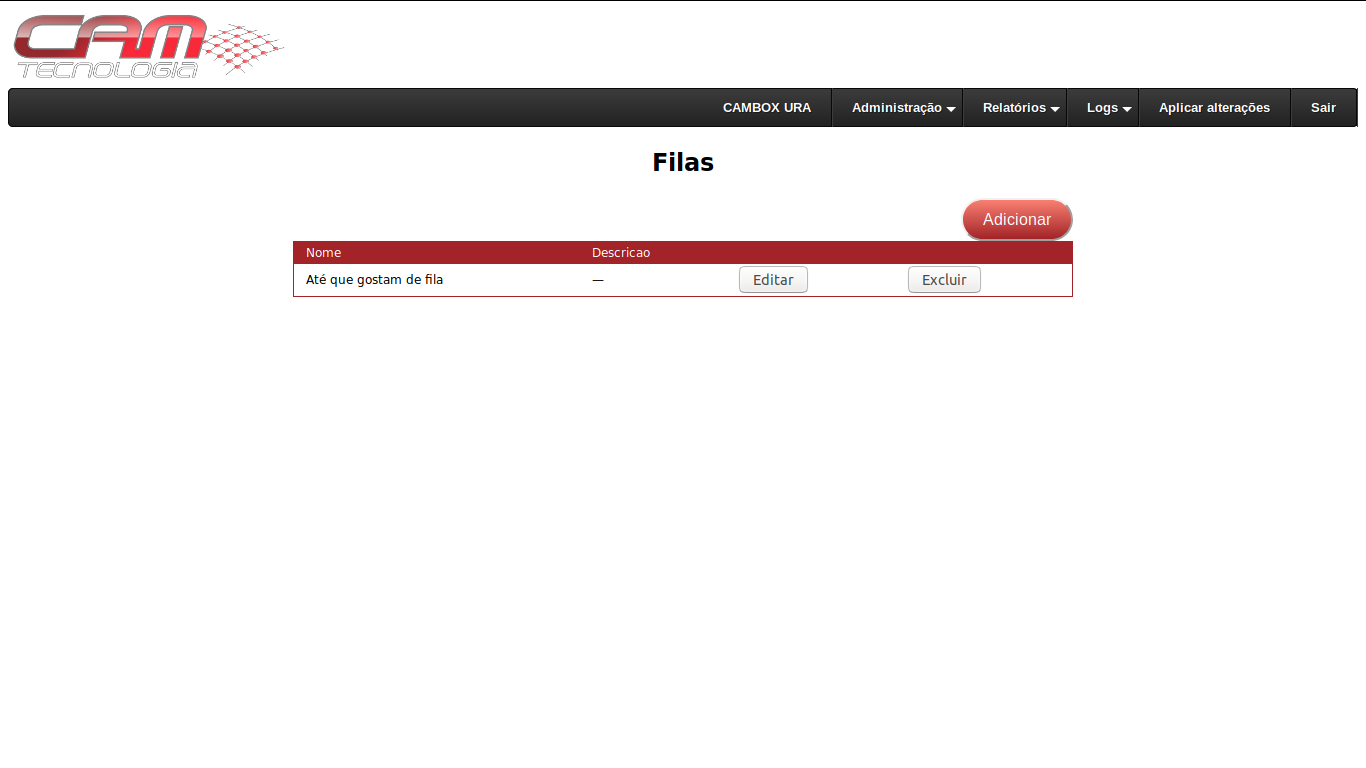 CAM
TECNOLOGIA
CAMBOX URA Administração Relatórios Logs Aplicar alterações Sair
Filas
Adicionar
Nome Descricao
Até que gostam de fila — Editar Excluir